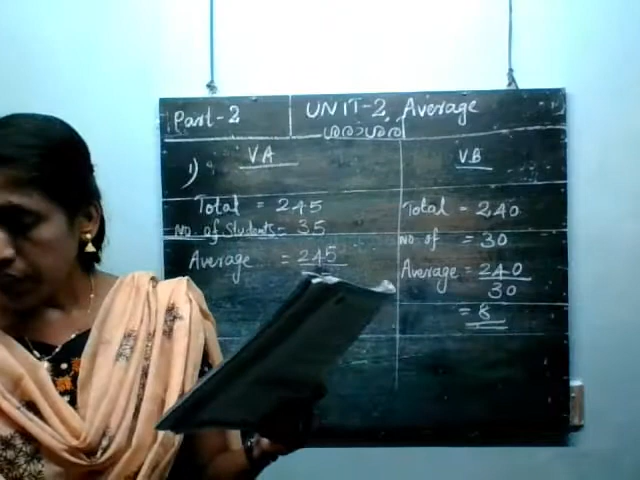 Part-2
UNIT-2 Average
ശരാശരി
1)
VA
Total = 245
No. of Students = 35
Average = 245
VB
Total = 240
No of = 30
Average = 240
30
= 8